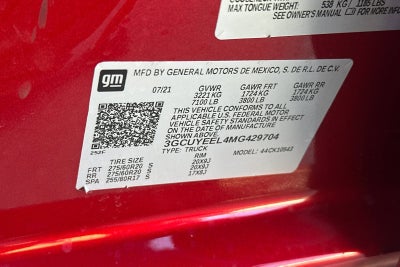 MAX TONGUE WEIGHT: 538 KG / 1185 LBS
SEE OWNER'S MANUAL FOR
gm
MFD BY GENERAL MOTORS DE MEXICO, S. DE R.L. DE C.V.
07/21 GVWR GAWR FRT GAWR RR
3221 KG 1724 KG 1724 KG
7100 LB 3800 LB 3800 LB
THIS VEHICLE CONFORMS TO ALL
APPLICABLE U.S. FEDERAL MOTOR
VEHICLE SAFETY AND BUMPER
STANDARDS IN EFFECT ON THE DATE
OF MANUFACTURE SHOWN ABOVE.
3GCUYEEL4MG429704
TYPE: TRUCK MODEL: 44CK10543
TIRE SIZE RIM
FRT 275/60R20 S 20X9J
RR 275/60R20 S 20X9J
SPA 255/80R17 S 17X8J